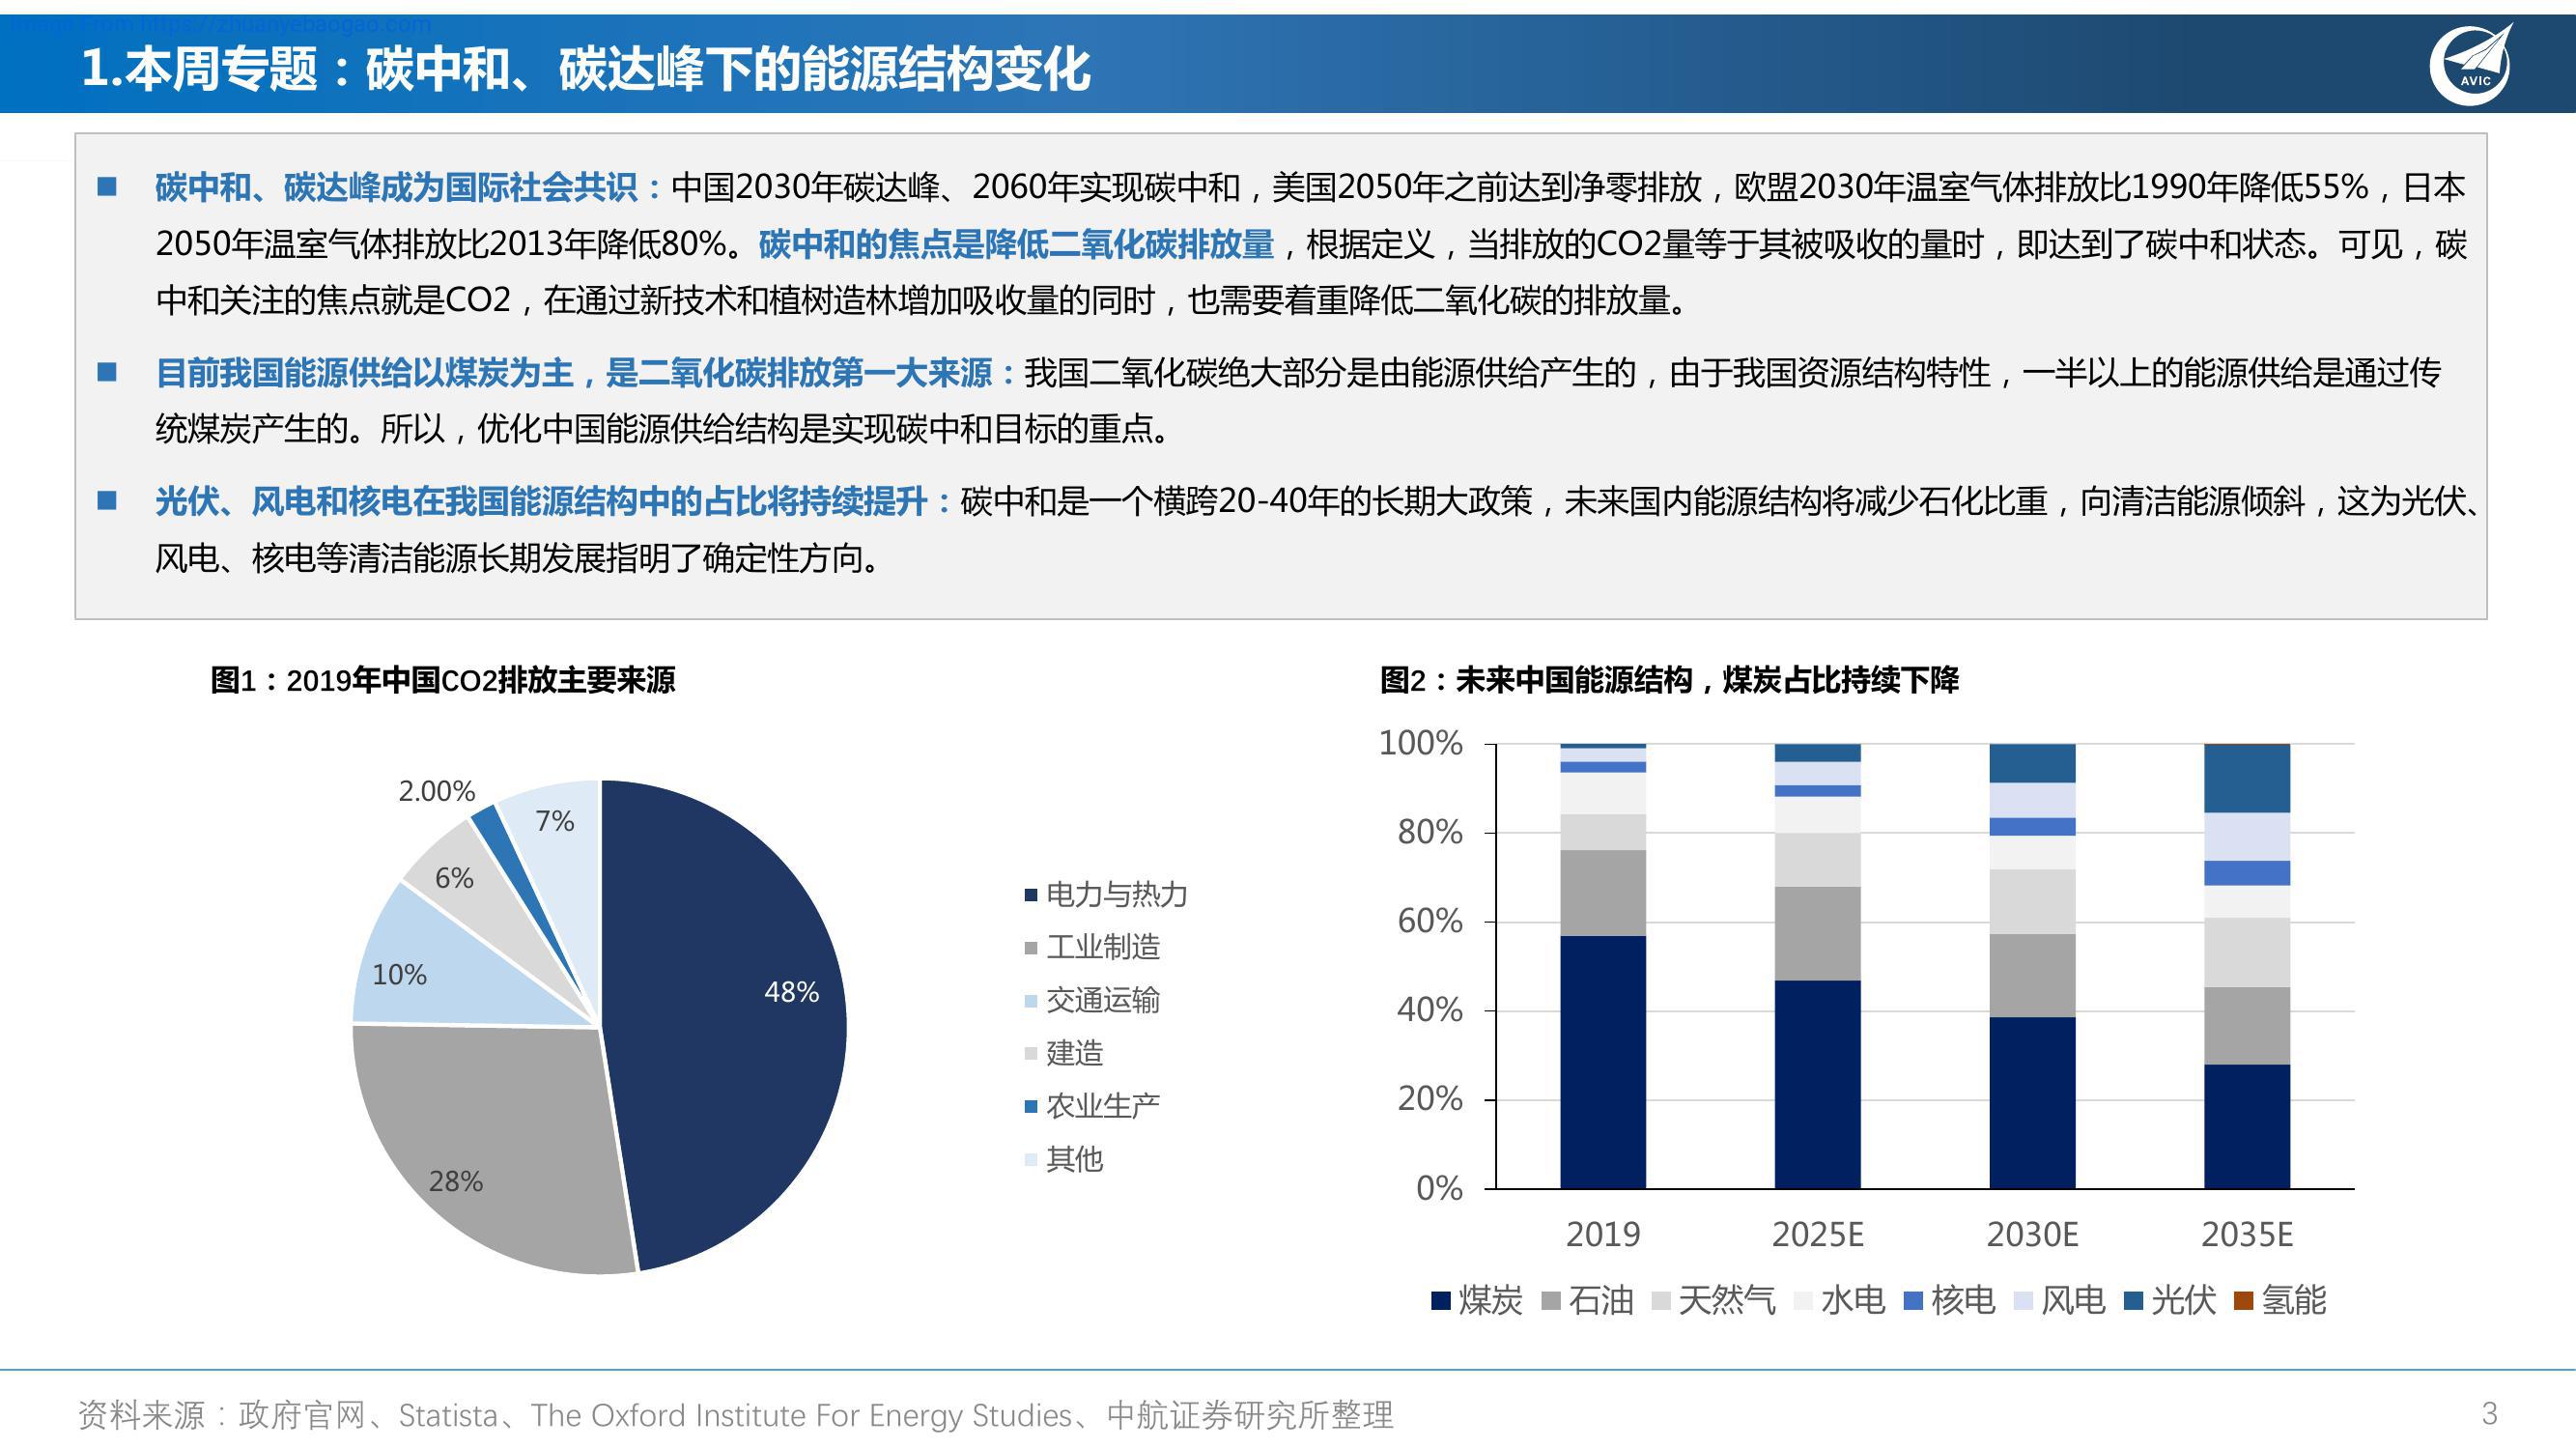 Image From https://zhuanyebaogao.com
1.本周专题：碳中和、碳达峰下的能源结构变化
AVIC
碳中和、碳达峰成为国际社会共识：中国2030年碳达峰、2060年实现碳中和，美国2050年之前达到净零排放，欧盟2030年温室气体排放比1990年降低55%，日本
2050年温室气体排放比2013年降低80%。碳中和的焦点是降低二氧化碳排放量，根据定义，当排放的CO2量等于其被吸收的量时，即达到了碳中和状态。可见，碳
中和关注的焦点就是CO2，在通过新技术和植树造林增加吸收量的同时，也需要着重降低二氧化碳的排放量。
目前我国能源供给以煤炭为主，是二氧化碳排放第一大来源：我国二氧化碳绝大部分是由能源供给产生的，由于我国资源结构特性，一半以上的能源供给是通过传
统煤炭产生的。所以，优化中国能源供给结构是实现碳中和目标的重点。
光伏、风电和核电在我国能源结构中的占比将持续提升：碳中和是一个横跨20-40年的长期大政策，未来国内能源结构将减少石化比重，向清洁能源倾斜，这为光伏、
风电、核电等清洁能源长期发展指明了确定性方向。
图1：2019年中国CO2排放主要来源
2.00%
7%
6%
10%
48%
28%
电力与热力
工业制造
交通运输
建造
农业生产
其他
图2：未来中国能源结构，煤炭占比持续下降
100%
80%
60%
40%
20%
0%
2019 2025E 2030E 2035E
煤炭 石油 天然气 水电 核电 风电 光伏 氢能
资料来源：政府官网、Statista、The Oxford Institute For Energy Studies、中航证券研究所整理
3